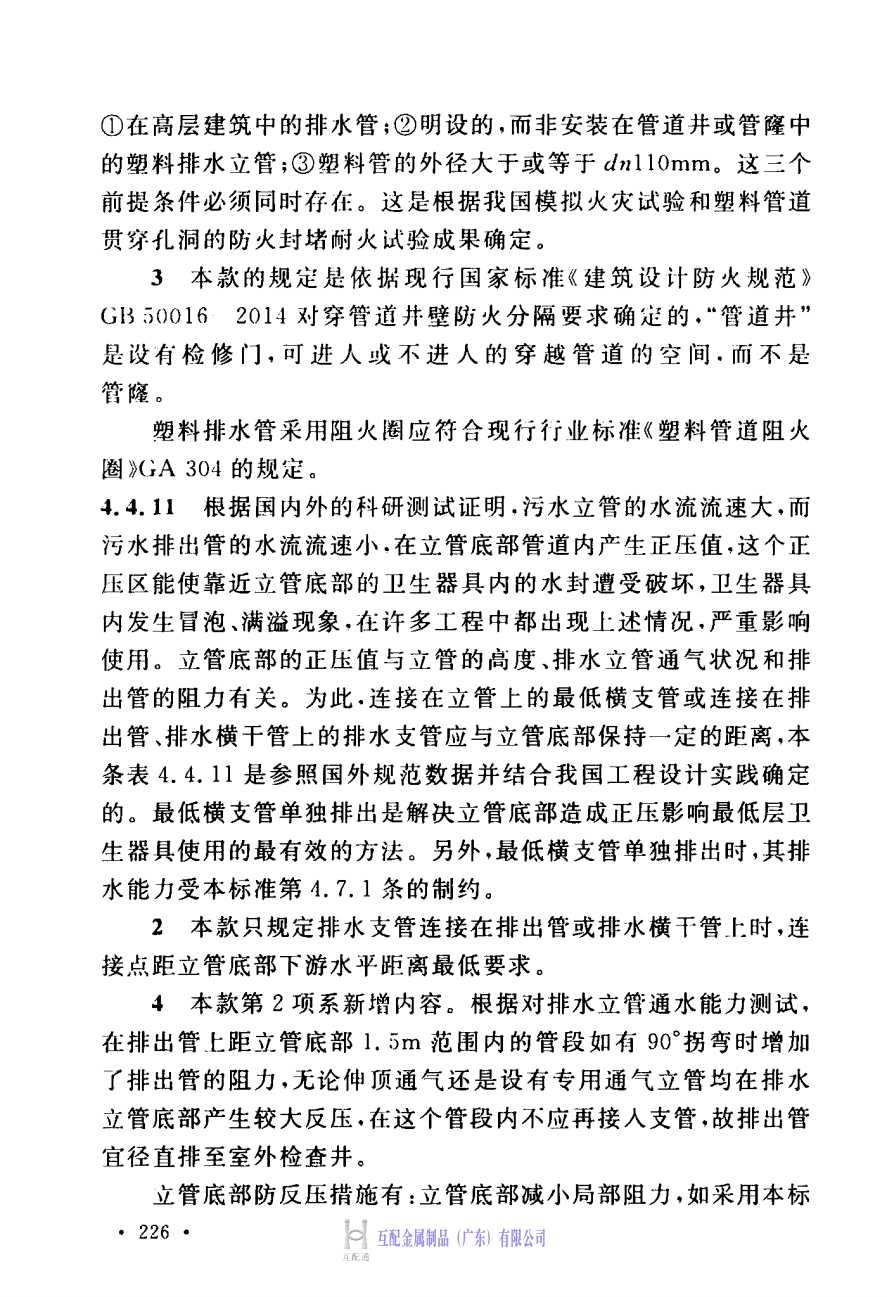 ①在高层建筑中的排水管；②明设的，而非安装在管道井或管窿中
的塑料排水立管；③塑料管的外径大于或等于 dn110mm。这三个
前提条件必须同时存在。这是根据我国模拟火灾试验和塑料管道
贯穿孔洞的防火封堵耐火试验成果确定。
3 本款的规定是依据现行国家标准《建筑设计防火规范》
GB 50016 2014 对穿管道井壁防火分隔要求确定的，“管道井”
是设有检修门，可进人或不进人的穿越管道的空间，而不是
管窿。
塑料排水管采用阻火圈应符合现行行业标准《塑料管道阻火
圈》GA 304 的规定。
4.4.11 根据国内外的科研测试证明，污水立管的水流流速大，而
污水排出管的水流流速小，在立管底部管道内产生正压值，这个正
压区能使靠近立管底部的卫生器具内的水封遭受破坏，卫生器具
内发生冒泡、满溢现象，在许多工程中都出现上述情况，严重影响
使用。立管底部的正压值与立管的高度、排水立管通气状况和排
出管的阻力有关。为此，连接在立管上的最低横支管或连接在排
出管、排水横干管上的排水支管应与立管底部保持一定的距离，本
条表 4.4.11 是参照国外规范数据并结合我国工程设计实践确定
的。最低横支管单独排出是解决立管底部造成正压影响最低层卫
生器具使用的最有效的方法。另外，最低横支管单独排出时，其排
水能力受本标准第 4.7.1 条的制约。
2 本款只规定排水支管连接在排出管或排水横干管上时，连
接点距立管底部下游水平距离最低要求。
4 本款第 2 项系新增内容。根据对排水立管通水能力测试，
在排出管上距立管底部 1.5m 范围内的管段如有 90°拐弯时增加
了排出管的阻力，无论伸顶通气还是设有专用通气立管均在排水
立管底部产生较大反压，在这个管段内不应再接入支管，故排出管
宜径直排至室外检查井。
立管底部防反压措施有：立管底部减小局部阻力，如采用本标
• 226 •
互配通
互配金属制品（广东）有限公司